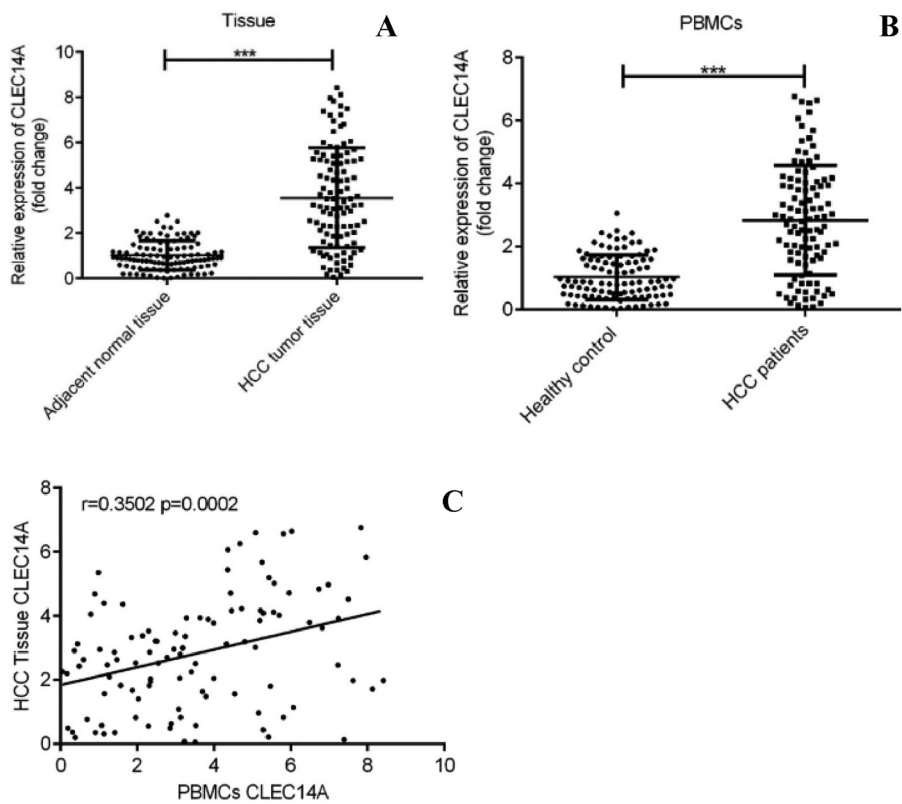 Tissue
A
Relative expression of CLEC14A
(fold change)
10
8
6
4
2
0
***
Adjacent normal tissue
HCC tumor tissue
PBMCs
B
Relative expression of CLEC14A
(fold change)
8
6
4
2
0
***
Healthy control
HCC patients
C
r=0.3502 p=0.0002
HCC Tissue CLEC14A
8
6
4
2
0
0 2 4 6 8 10
PBMCs CLEC14A